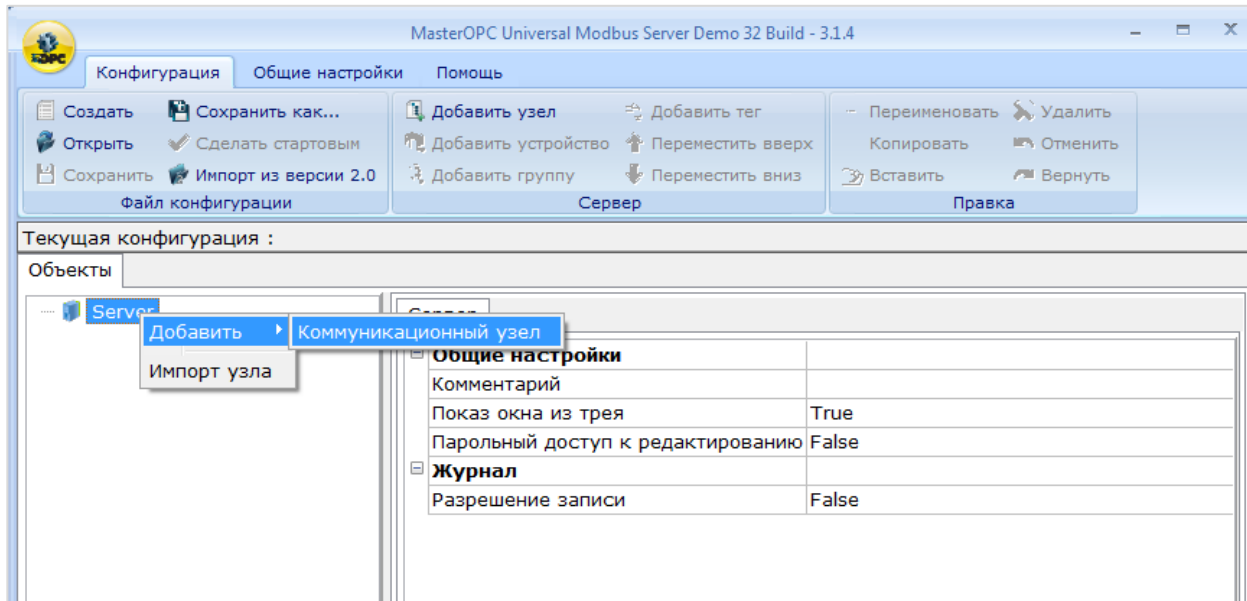 MasterOPC Universal Modbus Server Demo 32 Build - 3.1.4
Конфигурация Общие настройки Помощь
Создать Сохранить как... Добавить узел Добавить тег Переименовать Удалить
Открыть Сделать стартовым Добавить устройство Переместить вверх Копировать Отменить
Сохранить Импорт из версии 2.0 Добавить группу Переместить вниз Вставить Вернуть
Файл конфигурации Сервер Правка
Текущая конфигурация :
Объекты
Server
Добавить Коммуникационный узел
Импорт узла
Общие настройки
Комментарий
Показ окна из трея True
Парольный доступ к редактированию False
Журнал
Разрешение записи False